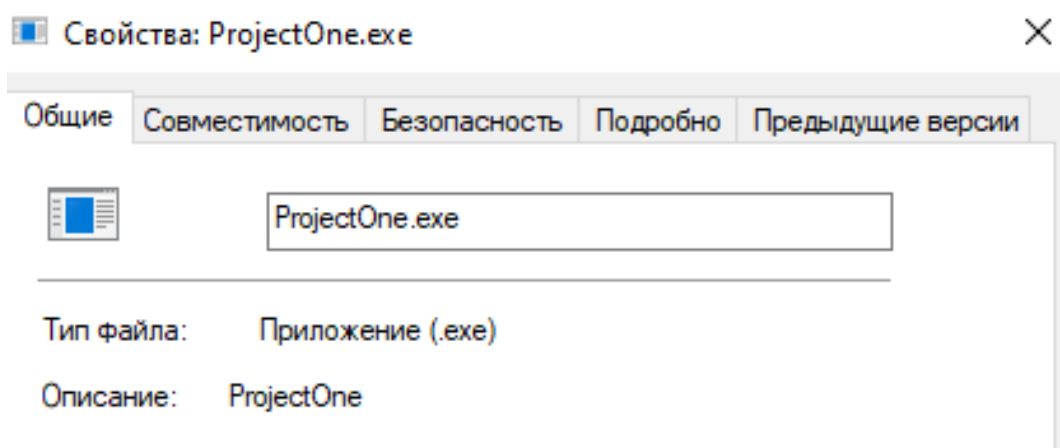 Свойства: ProjectOne.exe
Общие Совместимость Безопасность Подробно Предыдущие версии
ProjectOne.exe
Тип файла: Приложение (.exe)
Описание: ProjectOne